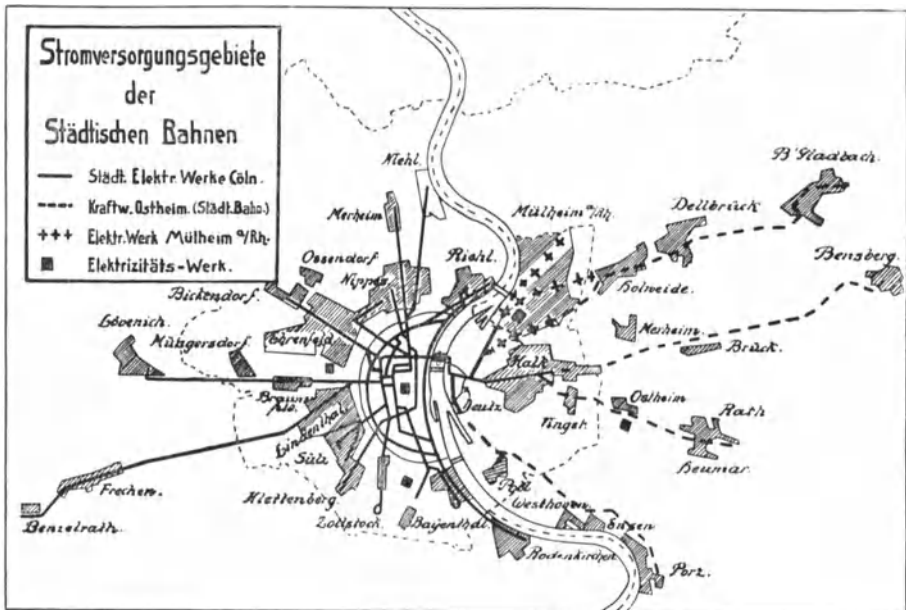 Stromversorgungsgebiete
der
Städtischen Bahnen
Städt. Elektr. Werke Cöln.
Kraftw. Ostheim. (Städt. Bahn.)
Elektr. Werk Mülheim a/Rh.
Elektrizitäts-Werk.
Niehl.
B'Gladbach.
Merheim
Mülheim a/Rh.
Dellbrück
Ossendorf
Nippes
Riehl.
Bensberg.
Bickendorf.
Holweide.
Lövenich.
Müngersdorf
Ehrenfeld.
Merheim.
Brück.
Kalk
Braunsfld.
Deutz
Vingst.
Ostheim
Rath
Lindenthal.
Heumar.
Sülz
Frechen.
Klettenberg
Poll
Westhoven
Ensen
Benzelrath.
Zollstock.
Bayenthal.
Rodenkirchen
Porz.